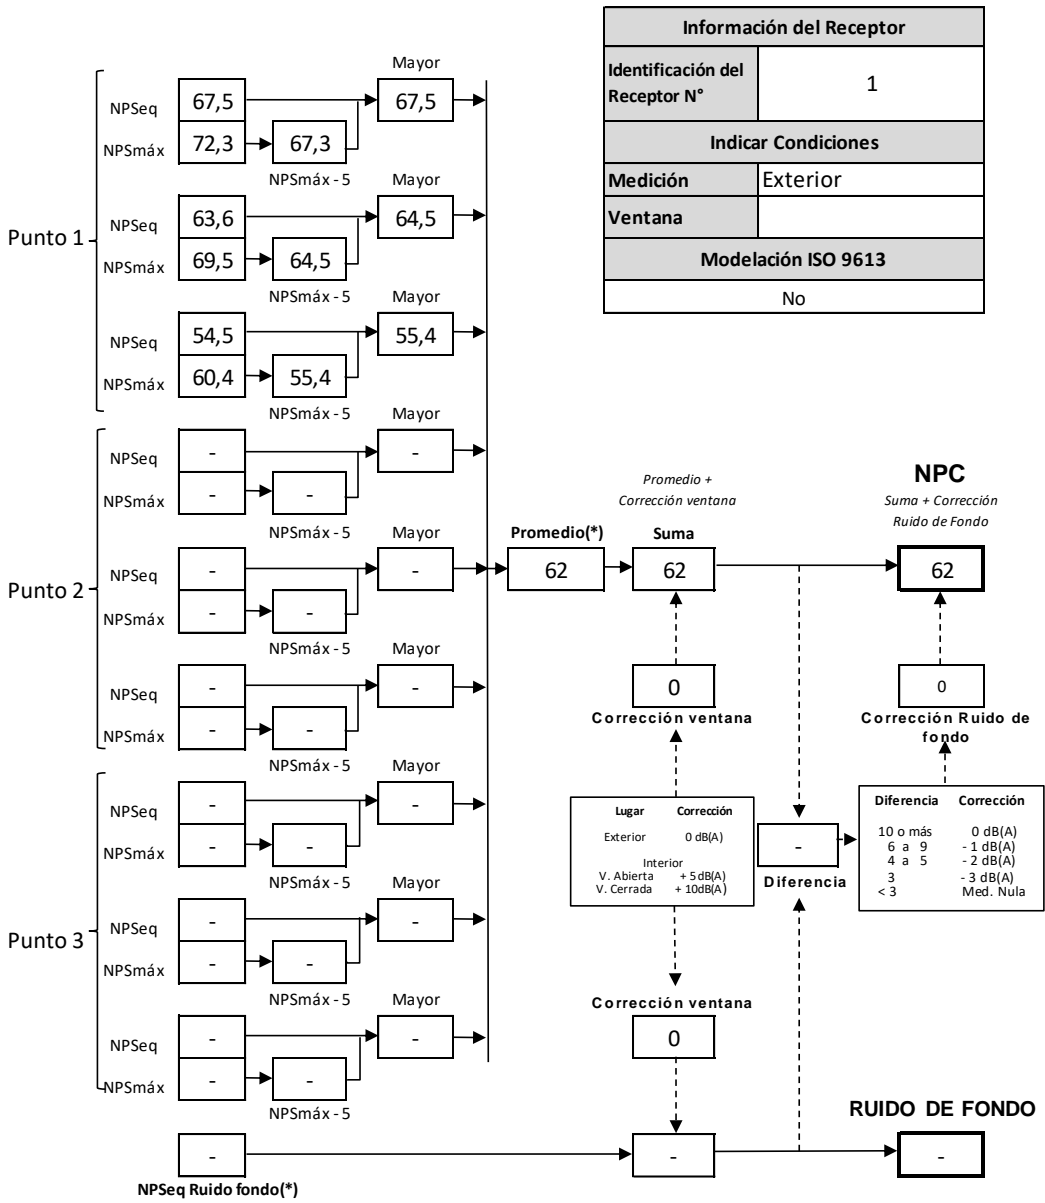 Información del Receptor
Identificación del
Receptor N°
1
Indicar Condiciones
Medición
Exterior
Ventana
Modelación ISO 9613
No
Punto 1
Mayor
NPSeq
67,5
67,5
NPSmáx
72,3
67,3
NPSmáx - 5
Mayor
NPSeq
63,6
64,5
NPSmáx
69,5
64,5
NPSmáx - 5
Mayor
NPSeq
54,5
55,4
NPSmáx
60,4
55,4
NPSmáx - 5
Punto 2
Mayor
NPSeq
-
-
NPSmáx
-
-
NPSmáx - 5
Mayor
NPSeq
-
-
NPSmáx
-
-
NPSmáx - 5
Mayor
NPSeq
-
-
NPSmáx
-
-
NPSmáx - 5
Punto 3
Mayor
NPSeq
-
-
NPSmáx
-
-
NPSmáx - 5
Mayor
NPSeq
-
-
NPSmáx
-
-
NPSmáx - 5
Mayor
NPSeq
-
-
NPSmáx
-
-
NPSmáx - 5
-
NPSeq Ruido fondo(*)
Promedio(*)
62
Promedio +
Corrección ventana
Suma
62
0
Corrección ventana
Lugar Corrección
Exterior 0 dB(A)
Interior
V. Abierta + 5 dB(A)
V. Cerrada + 10dB(A)
Corrección ventana
0
-
-
Diferencia
NPC
Suma + Corrección
Ruido de Fondo
62
0
Corrección Ruido de
fondo
Diferencia Corrección
10 o más 0 dB(A)
6 a 9 - 1 dB(A)
4 a 5 - 2 dB(A)
3 - 3 dB(A)
< 3 Med. Nula
RUIDO DE FONDO
-